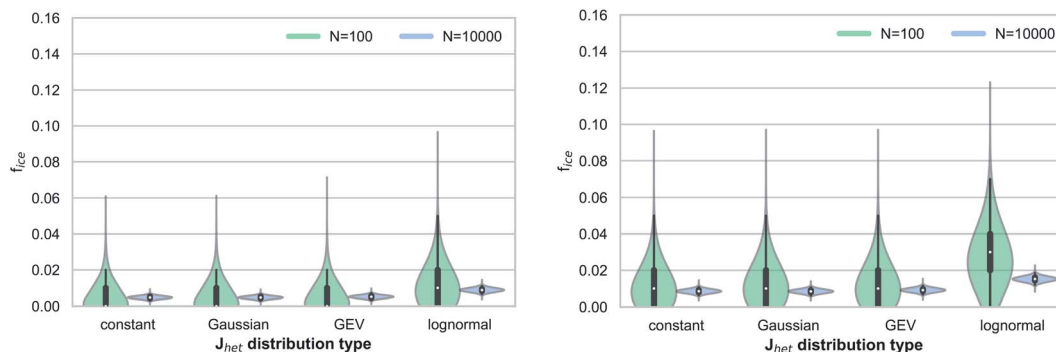 0.16
0.14
0.12
0.10
0.08
0.06
0.04
0.02
0.00
f_ice
N=100 N=10000
constant Gaussian GEV lognormal
J_het distribution type
0.16
0.14
0.12
0.10
0.08
0.06
0.04
0.02
0.00
f_ice
N=100 N=10000
constant Gaussian GEV lognormal
J_het distribution type